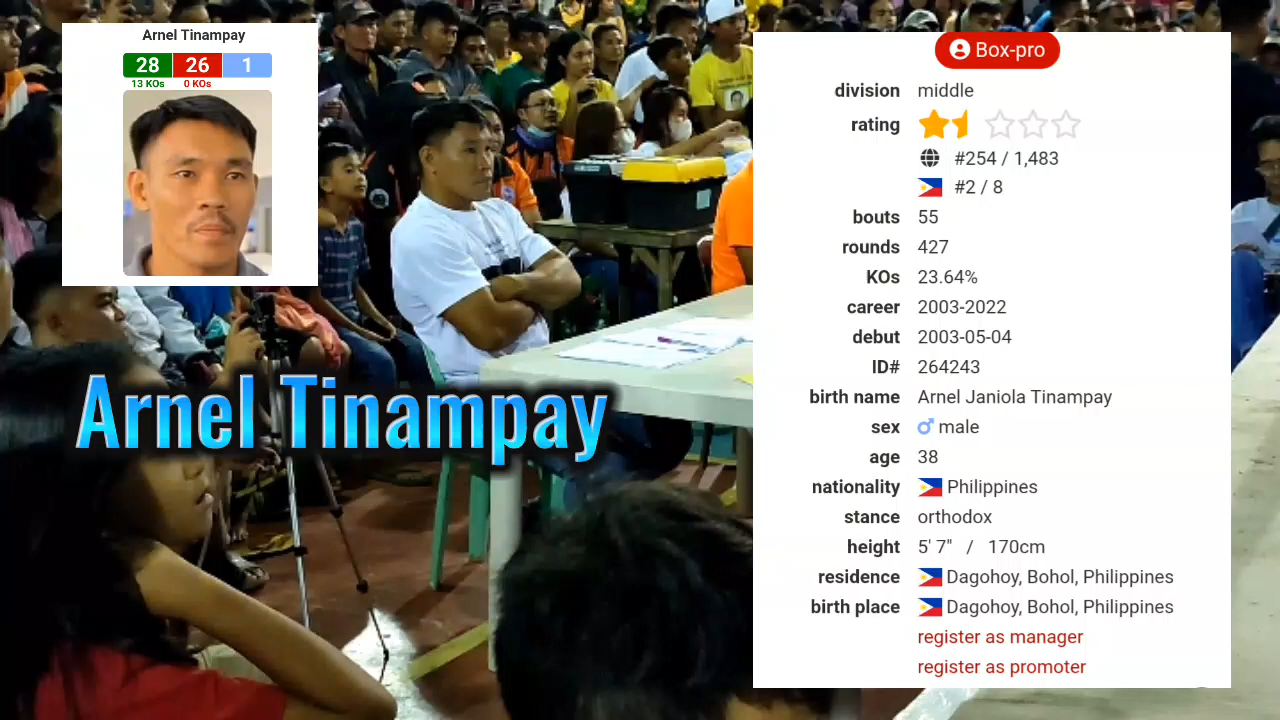 Arnel Tinampay
28 26 1
13 KOs 0 KOs
Arnel Tinampay
Box-pro
division middle
rating
#254 / 1,483
#2 / 8
bouts 55
rounds 427
KOs 23.64%
career 2003-2022
debut 2003-05-04
ID# 264243
birth name Arnel Janiola Tinampay
sex male
age 38
nationality Philippines
stance orthodox
height 5' 7" / 170cm
residence Dagohoy, Bohol, Philippines
birth place Dagohoy, Bohol, Philippines
register as manager
register as promoter